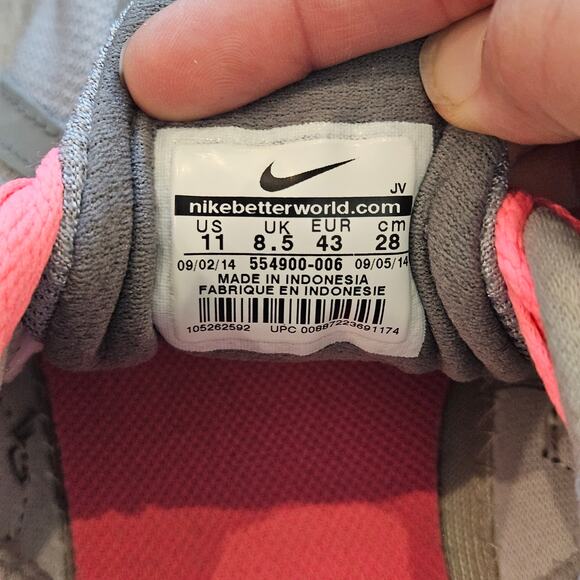 JV
nikebetterworld.com
US UK EUR cm
11 8.5 43 28
09/02/14 554900-006 09/05/14
MADE IN INDONESIA
FABRIQUE EN INDONESIE
105262592 UPC 00887223691174